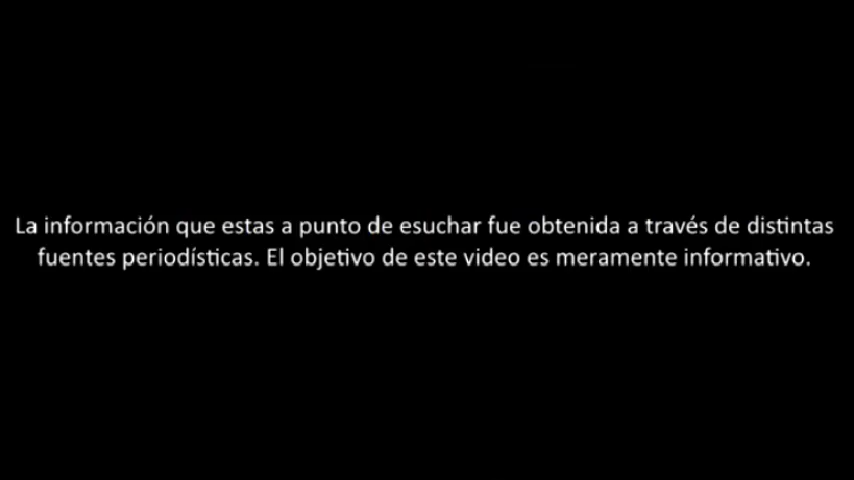 La información que estas a punto de esuchar fue obtenida a través de distintas
fuentes periodísticas. El objetivo de este video es meramente informativo.